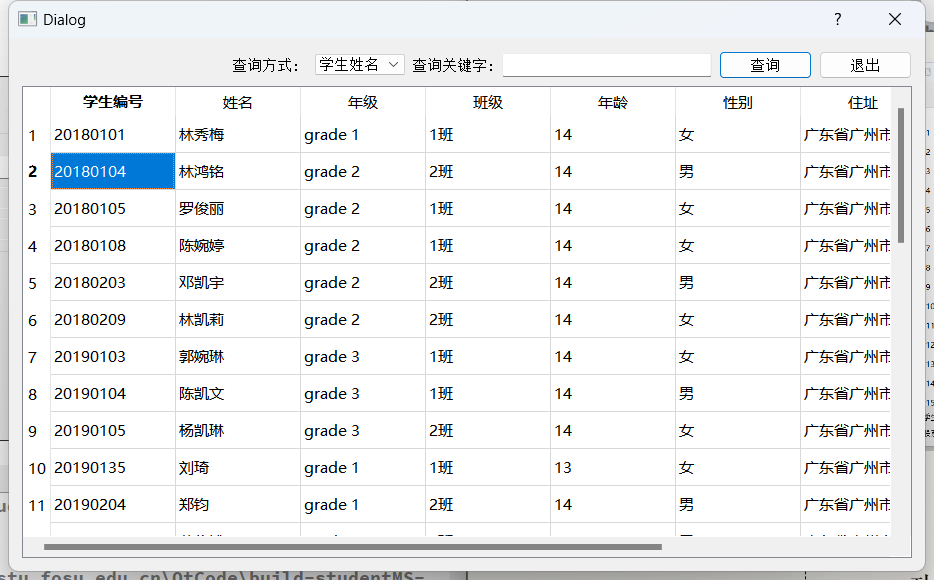 Dialog ?
查询方式： 学生姓名 查询关键字： 查询 退出
学生编号 姓名 年级 班级 年龄 性别 住址
1 20180101 林秀梅 grade 1 1班 14 女 广东省广州市
2 20180104 林鸿铭 grade 2 2班 14 男 广东省广州市
3 20180105 罗俊丽 grade 2 1班 14 女 广东省广州市
4 20180108 陈婉婷 grade 2 1班 14 女 广东省广州市
5 20180203 邓凯宇 grade 2 2班 14 男 广东省广州市
6 20180209 林凯莉 grade 2 2班 14 女 广东省广州市
7 20190103 郭婉琳 grade 3 1班 14 女 广东省广州市
8 20190104 陈凯文 grade 3 1班 14 男 广东省广州市
9 20190105 杨凯琳 grade 3 2班 14 女 广东省广州市
10 20190135 刘琦 grade 1 1班 13 女 广东省广州市
11 20190204 郑钧 grade 1 2班 14 男 广东省广州市
stu.fosu.edu.cn\QtCode\build-studentMS-